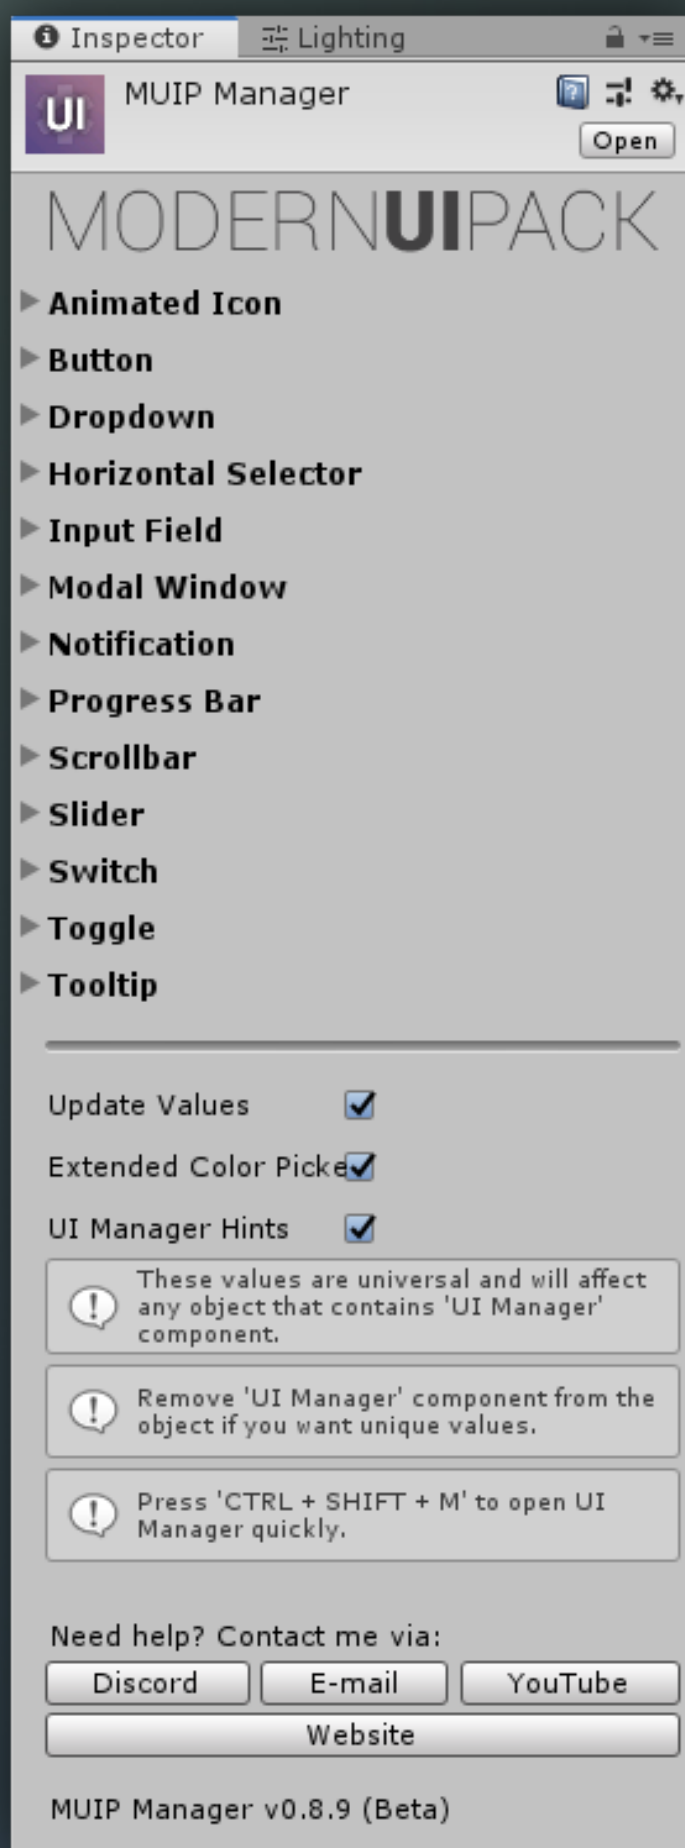 Inspector
Lighting
UI
MUIP Manager
Open
MODERNUIPACK
Animated Icon
Button
Dropdown
Horizontal Selector
Input Field
Modal Window
Notification
Progress Bar
Scrollbar
Slider
Switch
Toggle
Tooltip
Update Values
Extended Color Picke
UI Manager Hints
These values are universal and will affect
any object that contains 'UI Manager'
component.
Remove 'UI Manager' component from the
object if you want unique values.
Press 'CTRL + SHIFT + M' to open UI
Manager quickly.
Need help? Contact me via:
Discord
E-mail
YouTube
Website
MUIP Manager v0.8.9 (Beta)